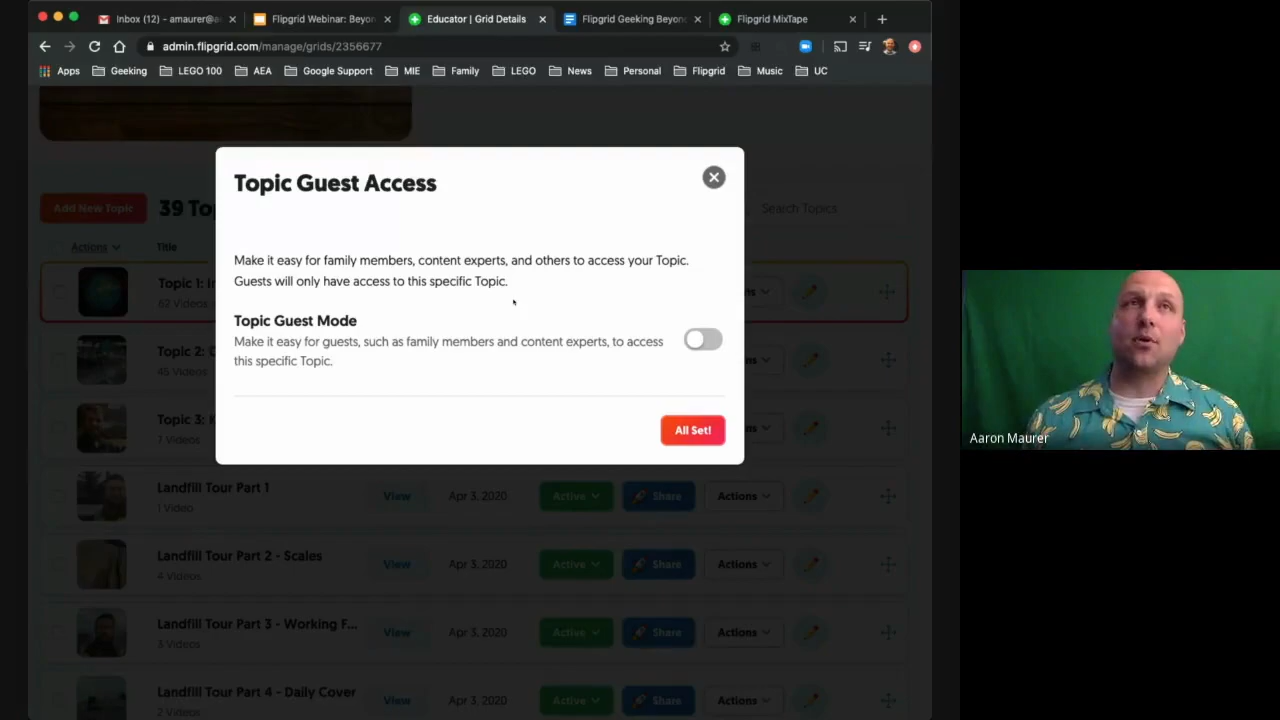 Inbox (12) - amaurer@
Flipgrid Webinar: Beyon
Educator | Grid Details
Flipgrid Geeking Beyon
Flipgrid MixTape
admin.flipgrid.com/manage/grids/2356677
Apps Geeking LEGO 100 AEA Google Support MIE Family LEGO News Personal Flipgrid Music UC
Topic Guest Access
Add New Topic 39 To Search Topics
Actions Title
Make it easy for family members, content experts, and others to access your Topic.
Guests will only have access to this specific Topic.
Topic 1: I
62 Videos
Topic Guest Mode
Make it easy for guests, such as family members and content experts, to access
this specific Topic.
Topic 2:
45 Videos
Topic 3:
7 Videos
All Set!
Aaron Maurer
Landfill Tour Part 1 View Apr 3, 2020 Active Share Actions
1 Video
Landfill Tour Part 2 - Scales View Apr 3, 2020 Active Share Actions
4 Videos
Landfill Tour Part 3 - Working F... View Apr 3, 2020 Active Share Actions
3 Videos
Landfill Tour Part 4 - Daily Cover View Apr 3, 2020 Active Share Actions
2 Videos